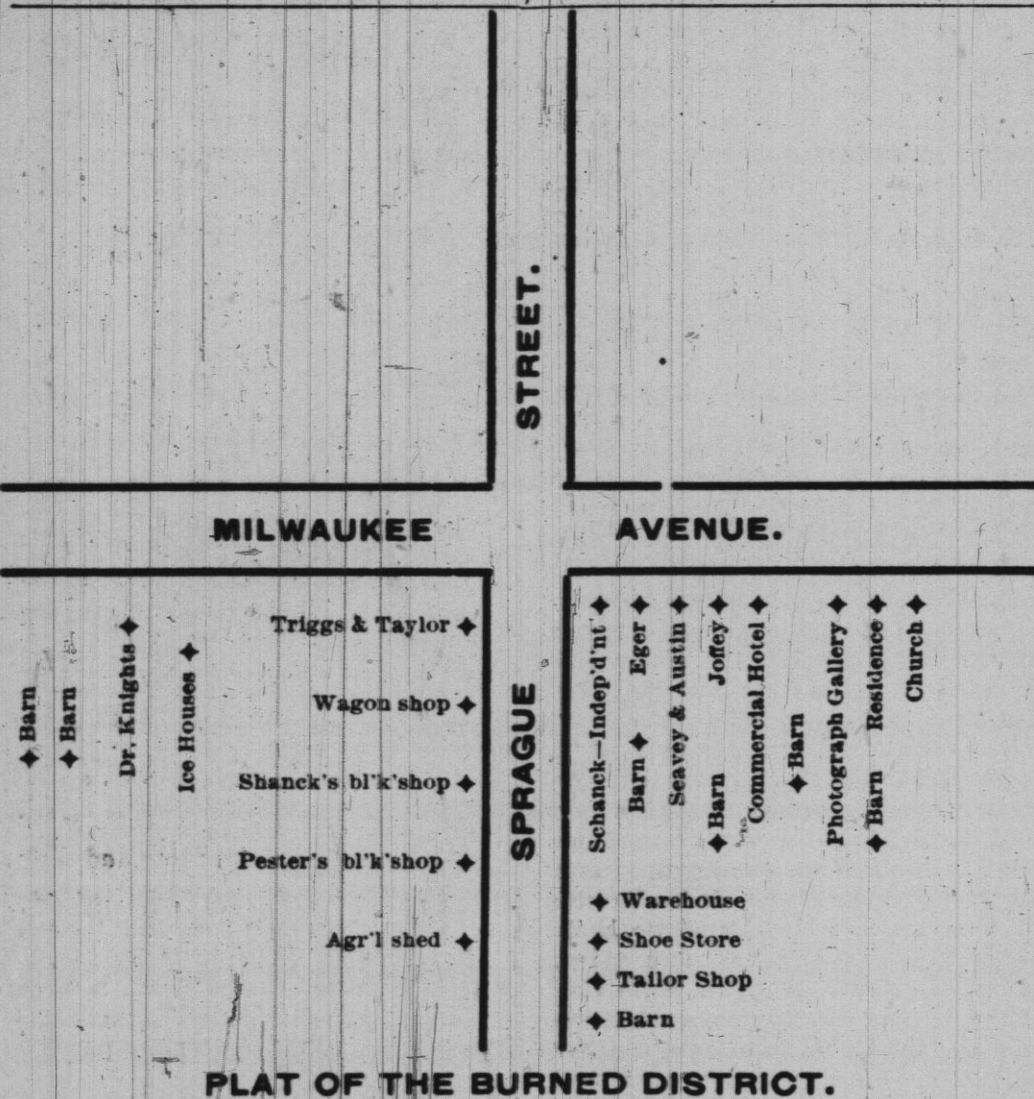 STREET.
MILWAUKEE AVENUE.
SPRAGUE
Barn
Barn
Dr. Knights
Ice Houses
Triggs & Taylor
Wagon shop
Shanck's bl'k'shop
Pester's bl'k'shop
Agr'l shed
Schanck—Indep'd'nt
Barn Eger
Seavey & Austin
Barn Joffey
Commercial Hotel
Barn
Photograph Gallery
Barn Residence
Church
Warehouse
Shoe Store
Tailor Shop
Barn
PLAT OF THE BURNED DISTRICT.